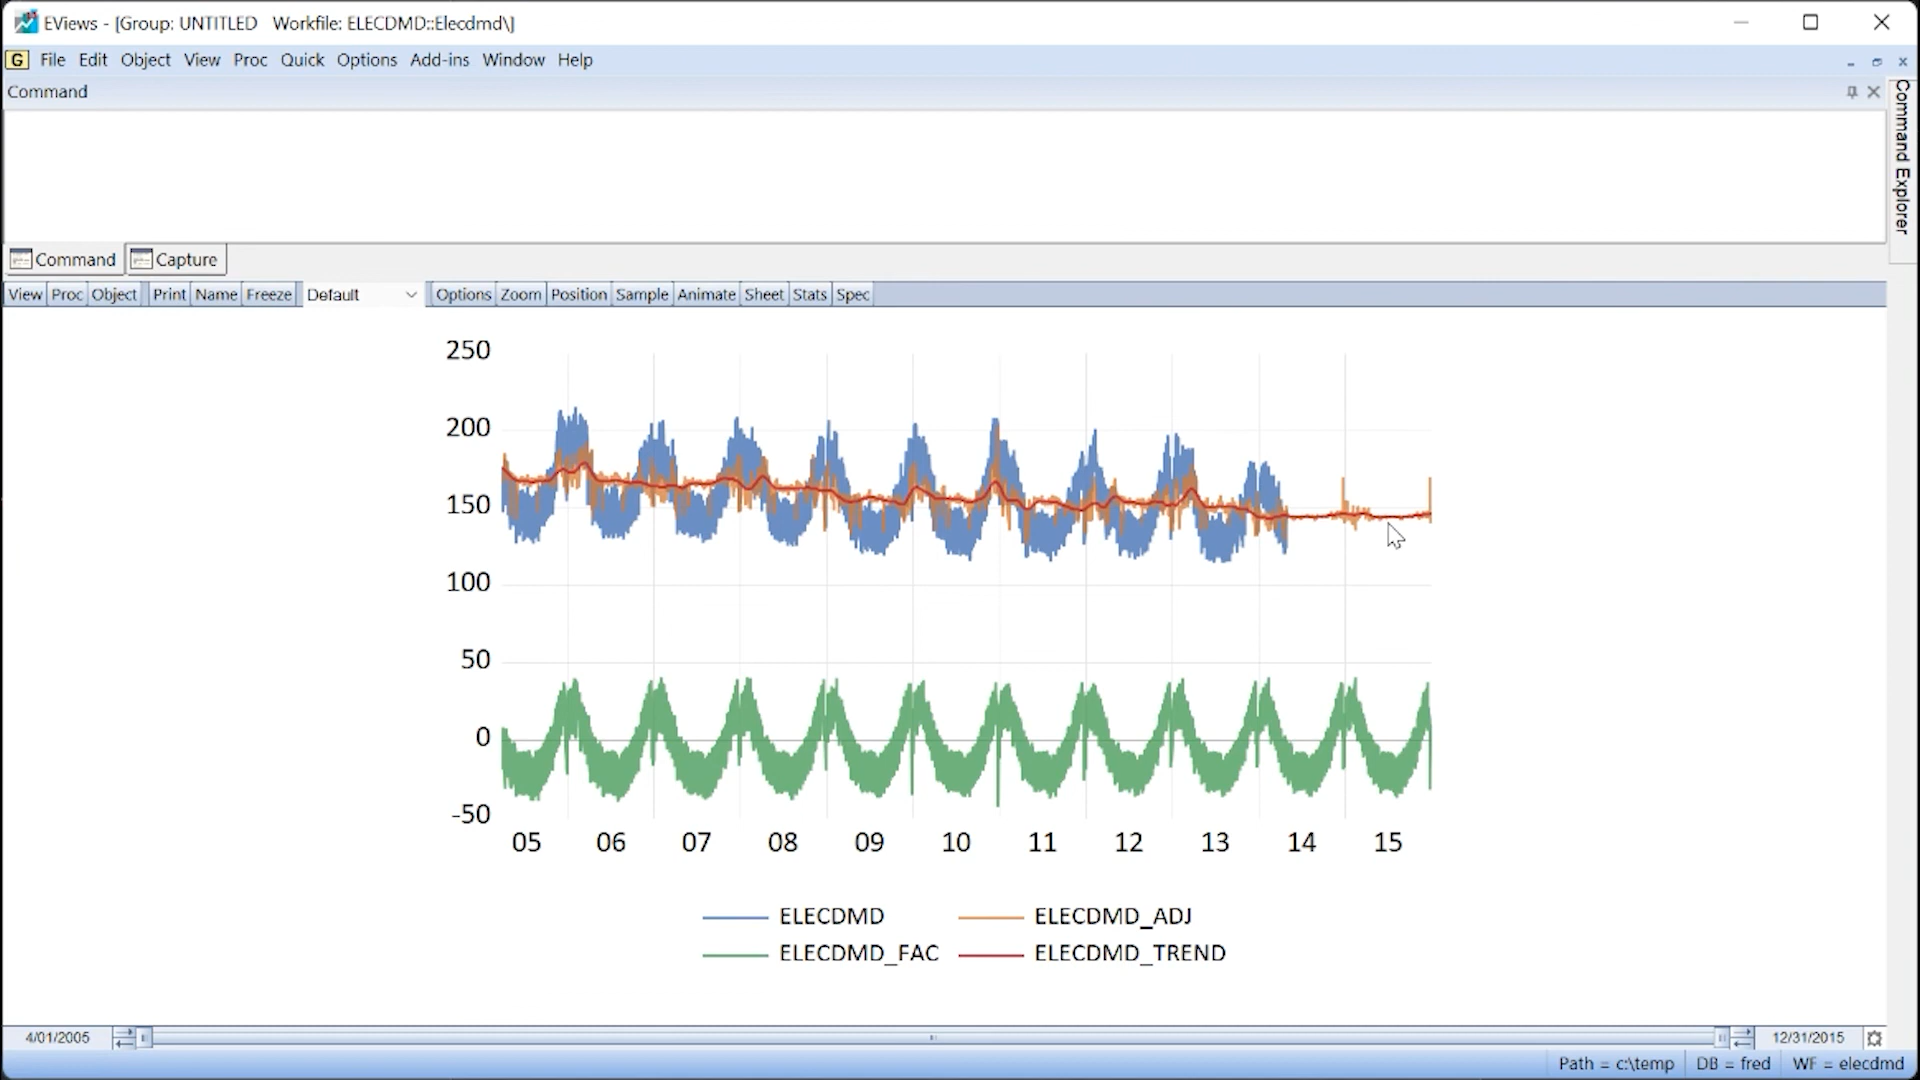 EViews - [Group: UNTITLED   Workfile: ELECDMD::Elecdmd\]
G File Edit Object View Proc Quick Options Add-ins Window Help
Command
Command Explorer
Command Capture
View Proc Object Print Name Freeze Default Options Zoom Position Sample Animate Sheet Stats Spec
250
200
150
100
50
0
-50
05 06 07 08 09 10 11 12 13 14 15
ELECDMD ELECDMD_ADJ
ELECDMD_FAC ELECDMD_TREND
4/01/2005 12/31/2015
Path = c:\temp DB = fred WF = elecdmd